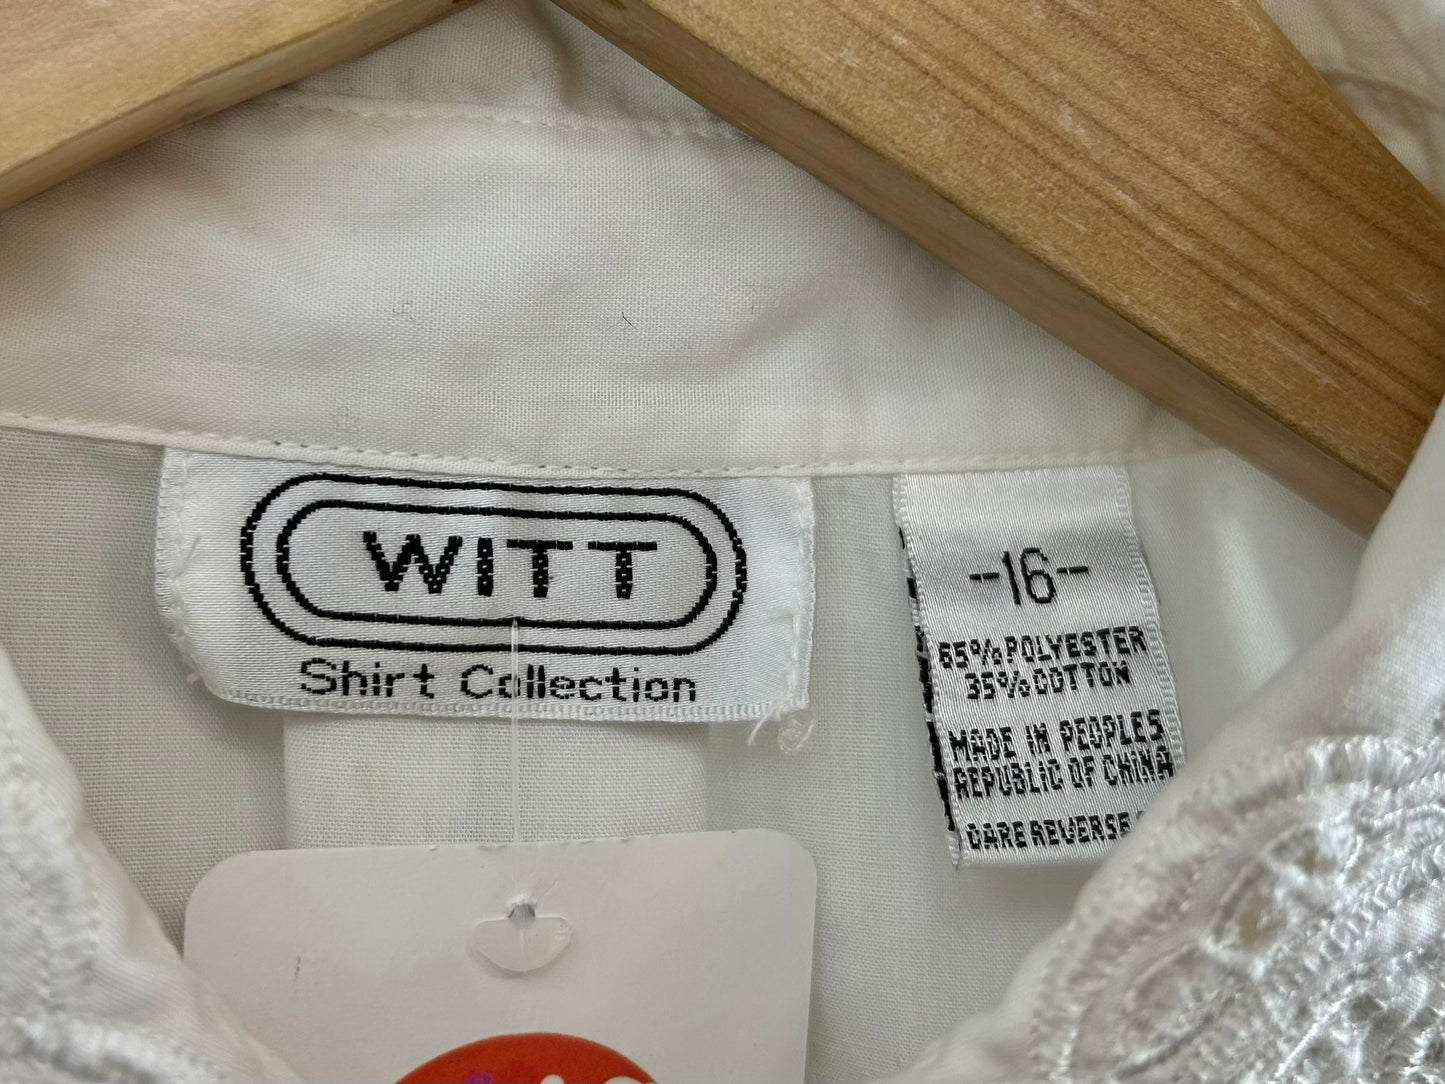 WITT
Shirt Collection
-16-
65% POLYESTER
35% COTTON
MADE IN PEOPLES
REPUBLIC OF CHINA
CARE REVERSE